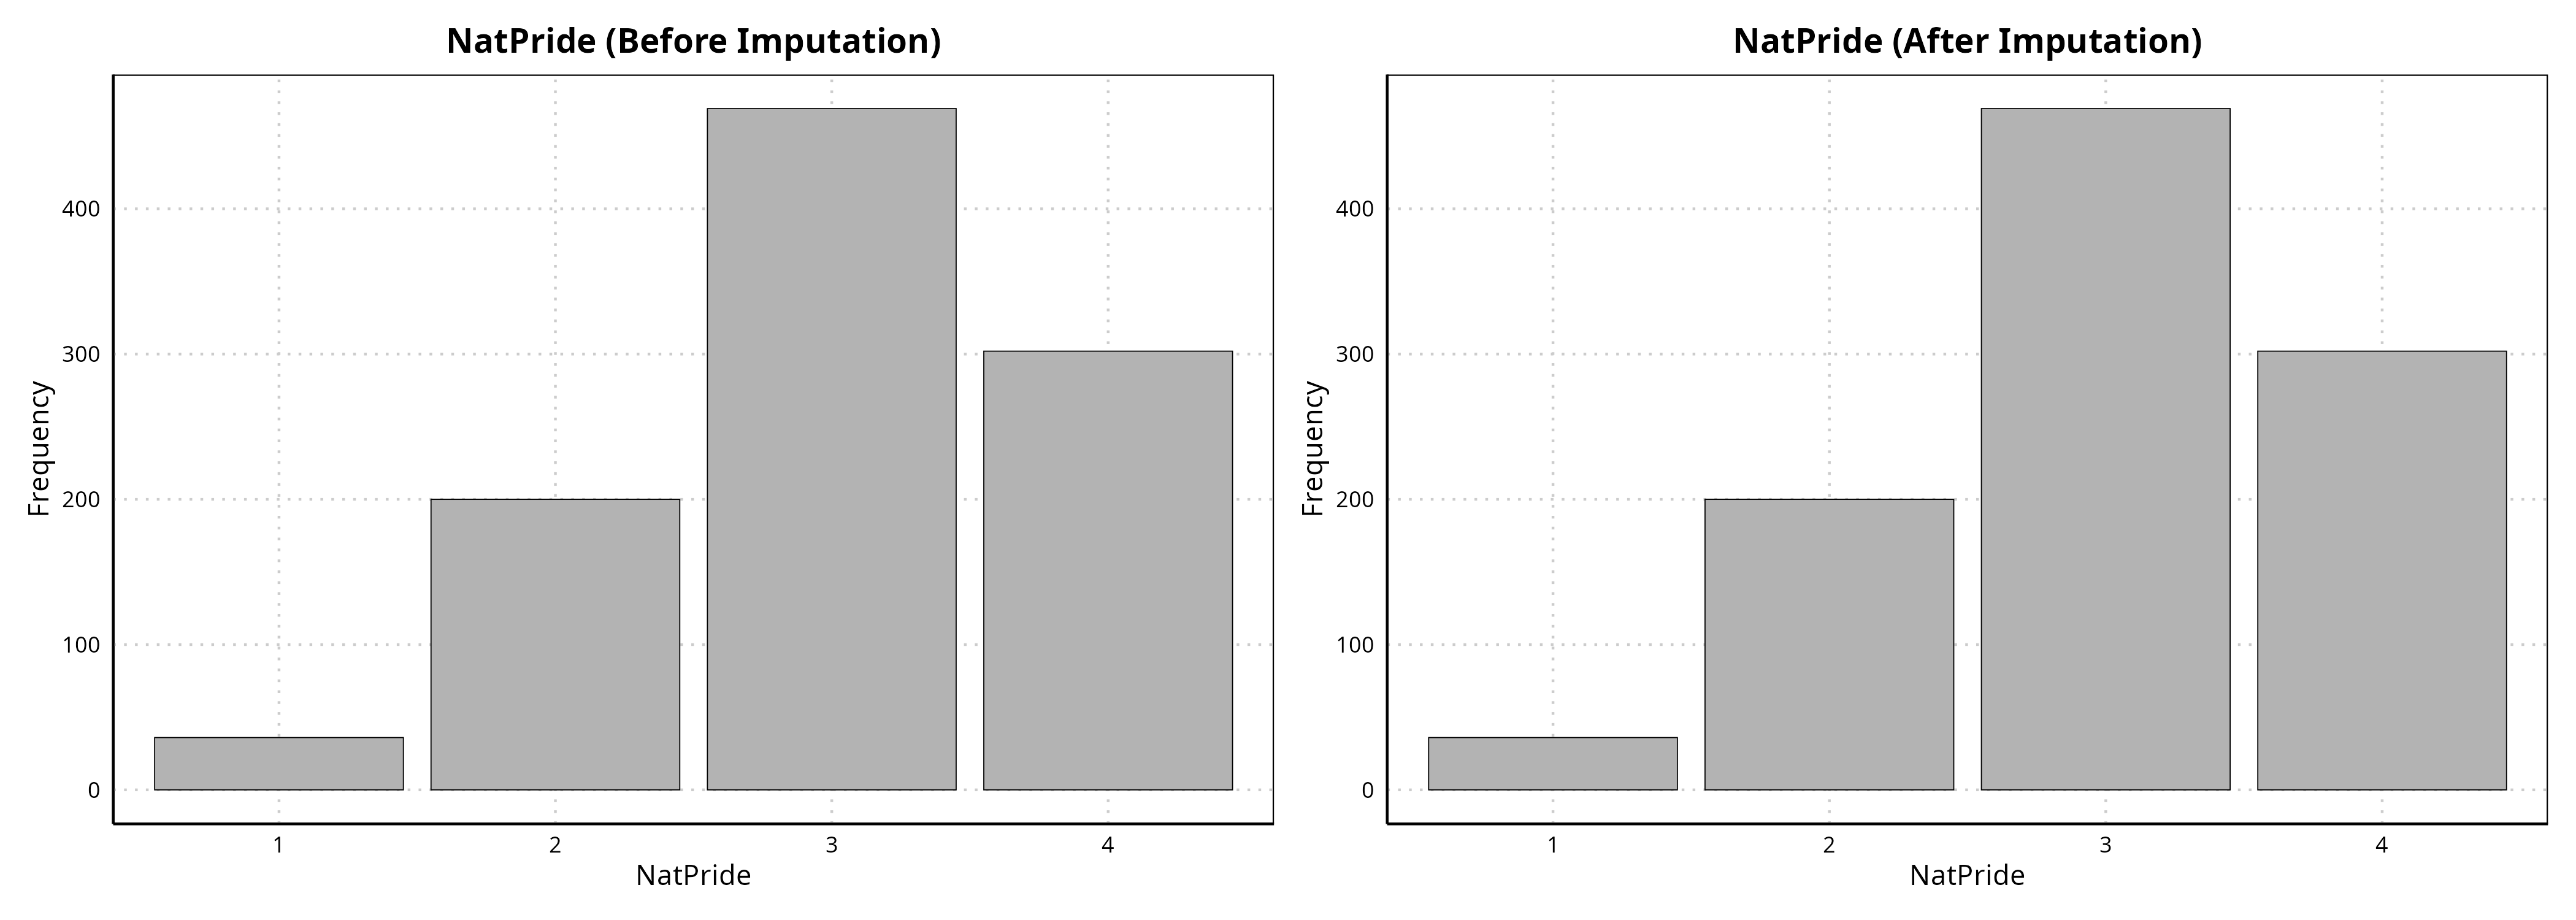 NatPride (Before Imputation)
400
300
200
100
0
Frequency
1 2 3 4
NatPride
NatPride (After Imputation)
400
300
200
100
0
Frequency
1 2 3 4
NatPride